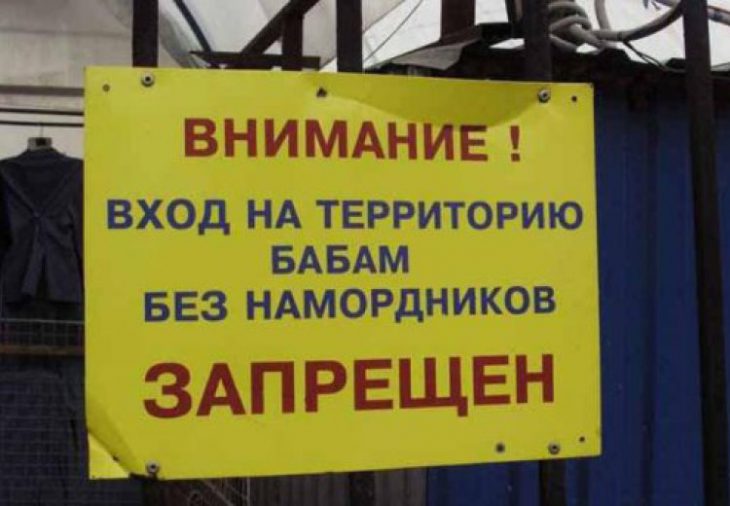 ВНИМАНИЕ !
ВХОД НА ТЕРРИТОРИЮ
БАБАМ
БЕЗ НАМОРДНИКОВ
ЗАПРЕЩЕН